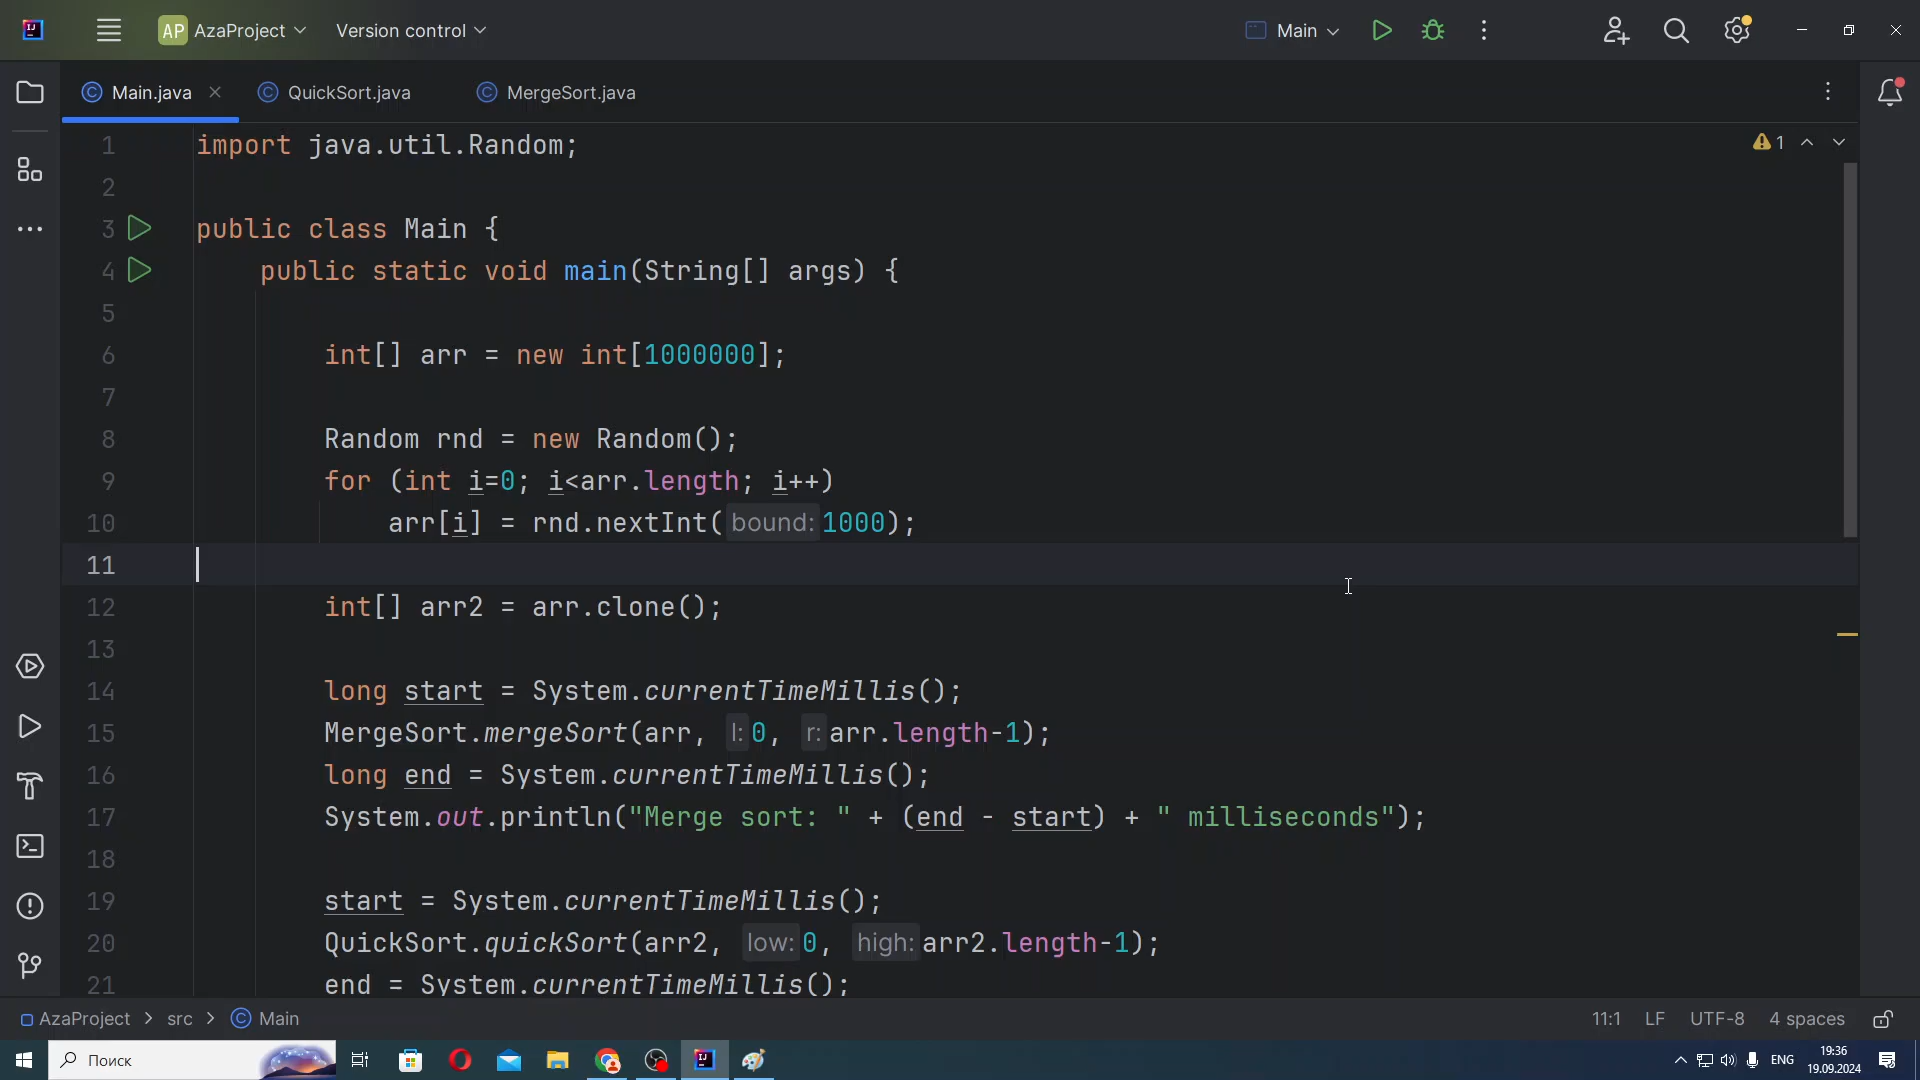 AP AzaProject Version control Main
Main.java QuickSort.java MergeSort.java
1 import java.util.Random;
1
2
3 public class Main {
4 public static void main(String[] args) {
5
6 int[] arr = new int[1000000];
7
8 Random rnd = new Random();
9 for (int i=0; i<arr.length; i++)
10 arr[i] = rnd.nextInt( bound: 1000);
11
12 int[] arr2 = arr.clone();
13
14 long start = System.currentTimeMillis();
15 MergeSort.mergeSort(arr, l: 0, r: arr.length-1);
16 long end = System.currentTimeMillis();
17 System.out.println("Merge sort: " + (end - start) + " milliseconds");
18
19 start = System.currentTimeMillis();
20 QuickSort.quickSort(arr2, low: 0, high: arr2.length-1);
21 end = System.currentTimeMillis();
AzaProject > src > Main 11:1 LF UTF-8 4 spaces
Поиск ENG 19:36
19.09.2024